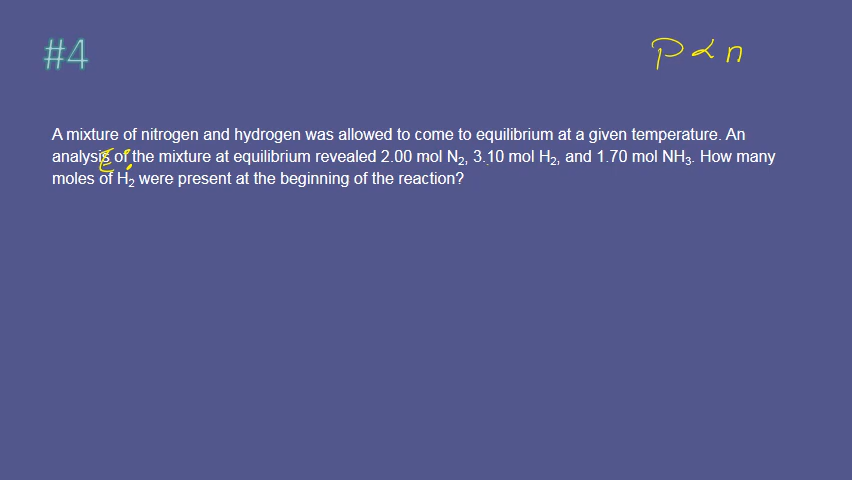 #4
P ∝ n
A mixture of nitrogen and hydrogen was allowed to come to equilibrium at a given temperature. An
analysis of the mixture at equilibrium revealed 2.00 mol N₂, 3.10 mol H₂, and 1.70 mol NH₃. How many
moles of H₂ were present at the beginning of the reaction?